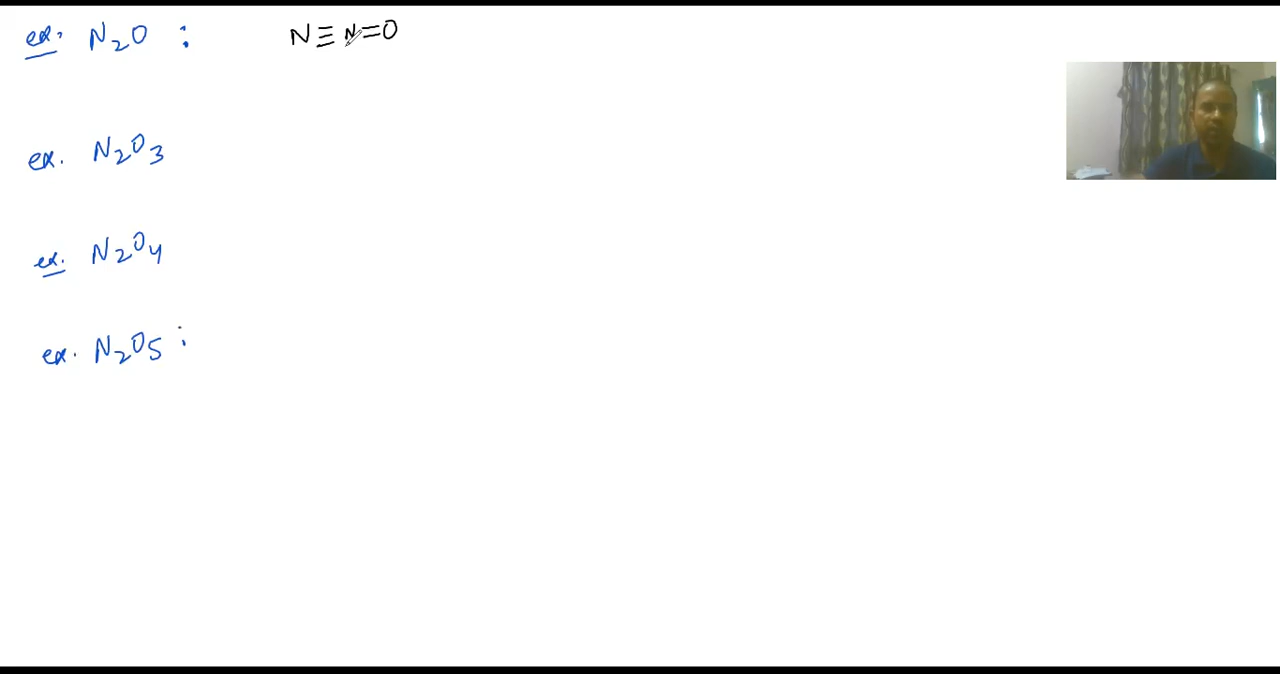 ex. N2O : N≡N=O
ex. N2O3
ex. N2O4
ex. N2O5 :